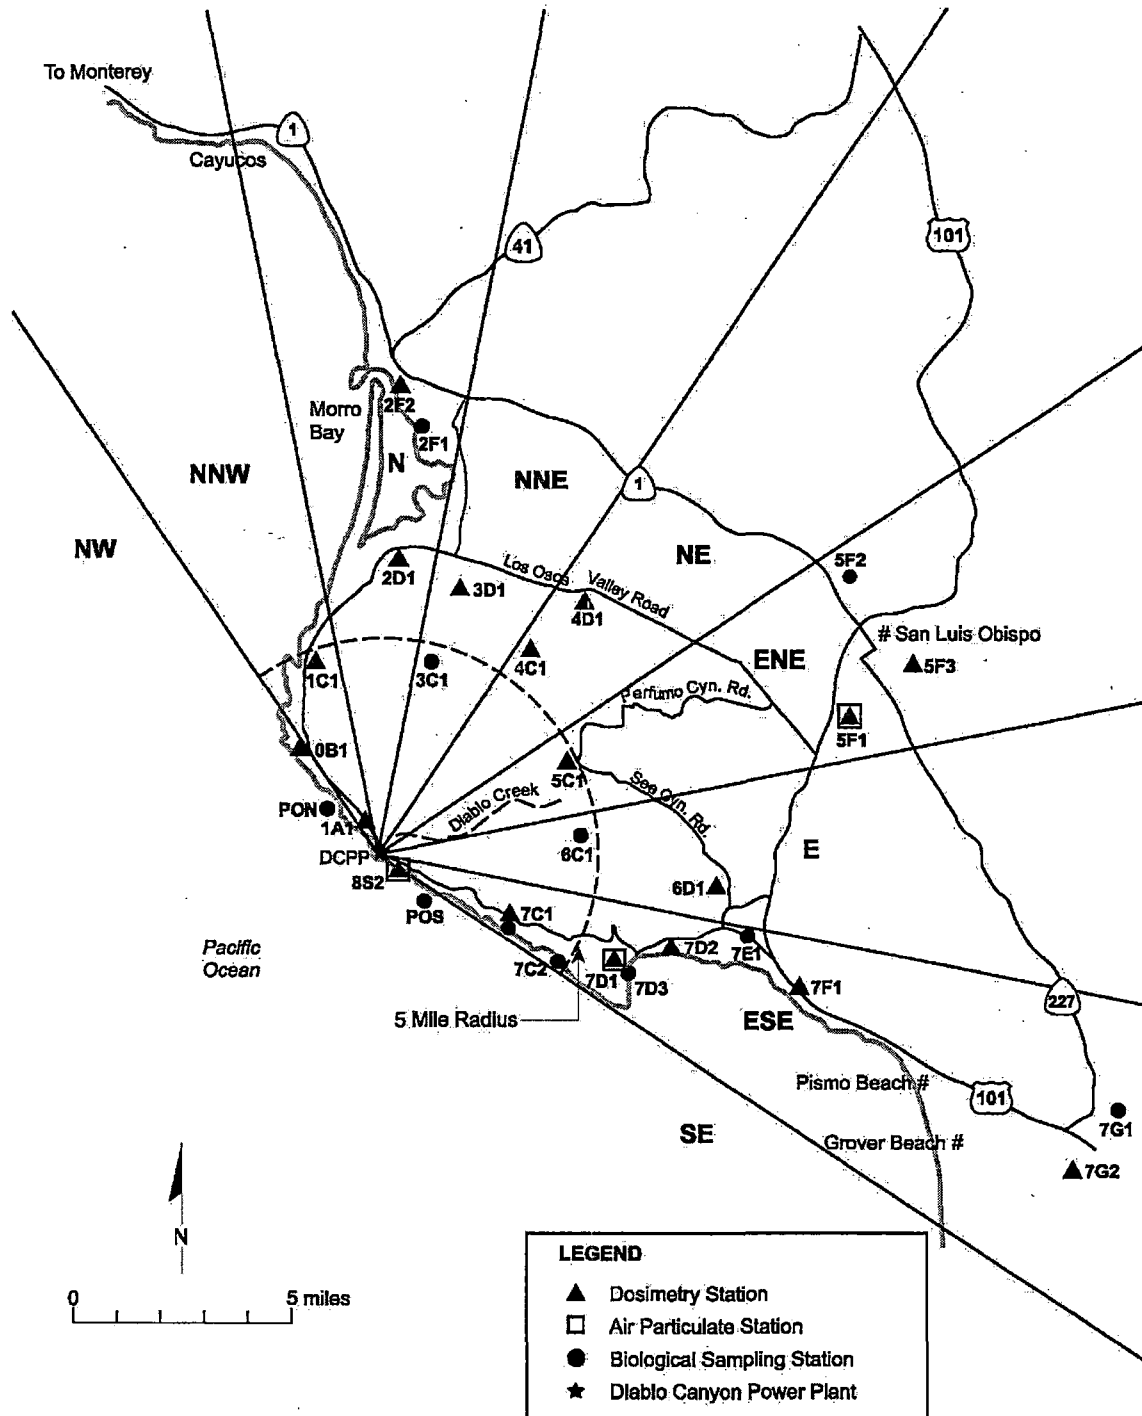 To Monterey
1
Cayucos
41
101
Morro
Bay
2F2
2F1
N
NNW
NNE
1
NW
NE
5F2
2D1
3D1
Los Osos Valley Road
4D1
# San Luis Obispo
5F3
ENE
1C1
3C1
4C1
Perfumo Cyn. Rd.
5F1
0B1
5C1
See Cyn. Rd.
PON
1A1
Diablo Creek
DCPP
6C1
E
8S2
6D1
POS
7C1
Pacific
Ocean
7C2
7D1
7D2
7D3
7E1
7F1
5 Mile Radius
ESE
227
Pismo Beach #
101
7G1
SE
Grover Beach #
7G2
N
0 5 miles
LEGEND
Dosimetry Station
Air Particulate Station
Biological Sampling Station
Diablo Canyon Power Plant